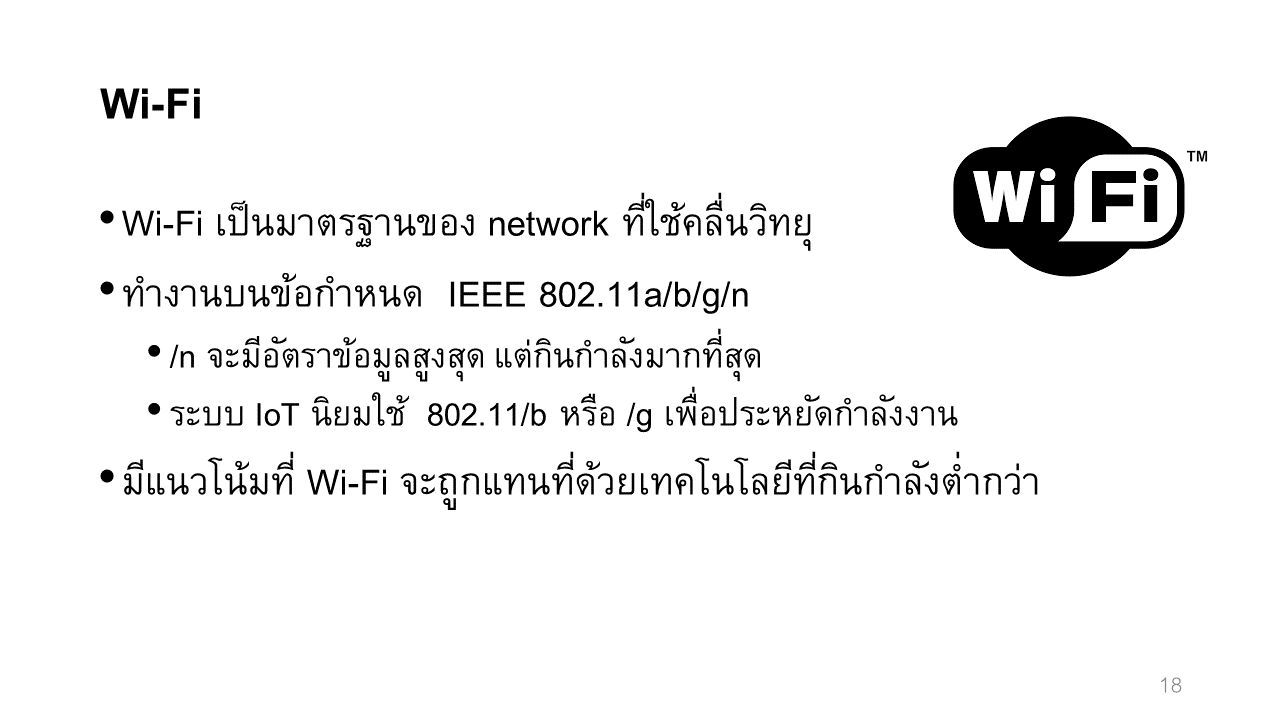 Wi-Fi
Wi Fi ™
•Wi-Fi เป็นมาตรฐานของ network ที่ใช้คลื่นวิทยุ
•ทำงานบนข้อกำหนด IEEE 802.11a/b/g/n
•/n จะมีอัตราข้อมูลสูงสุด แต่กินกำลังมากที่สุด
•ระบบ IoT นิยมใช้ 802.11/b หรือ /g เพื่อประหยัดกำลังงาน
•มีแนวโน้มที่ Wi-Fi จะถูกแทนที่ด้วยเทคโนโลยีที่กินกำลังต่ำกว่า
18